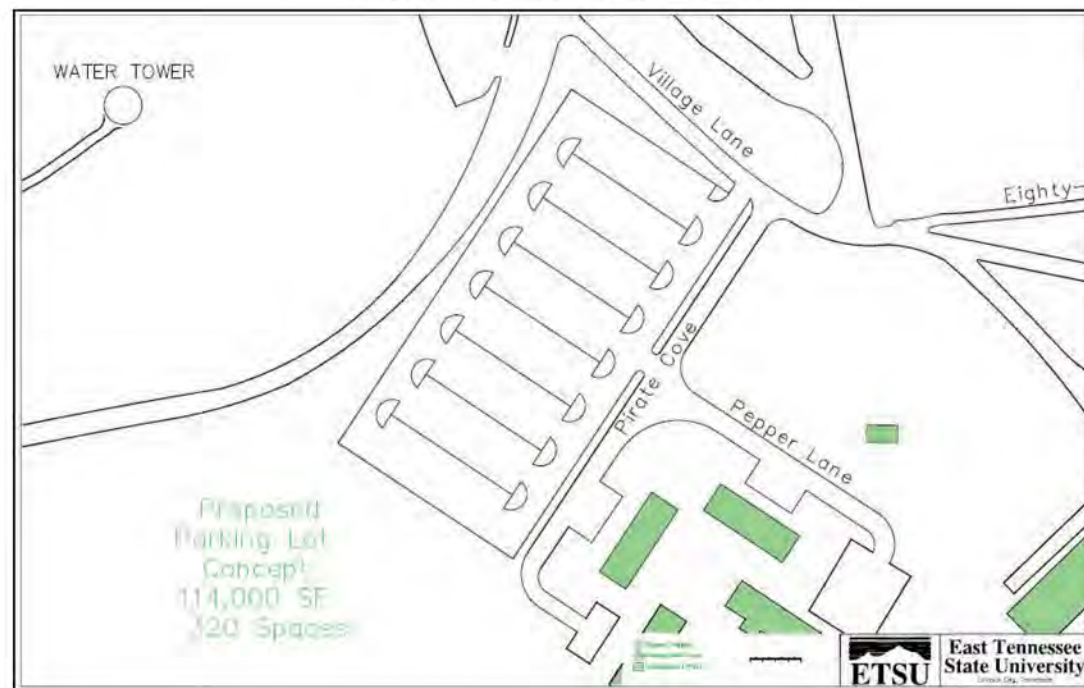 WATER TOWER
Village Lane
Eighty-
Pirate Cove
Pepper Lane
Proposed
Parking Lot
Concept
114,000 SF
320 Spaces
ETSU
East Tennessee
State University